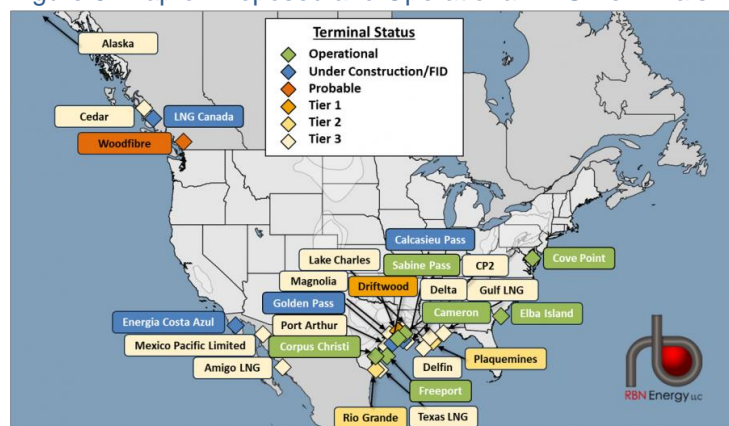 Terminal Status
Operational
Under Construction/FID
Probable
Tier 1
Tier 2
Tier 3
Alaska
Cedar
LNG Canada
Woodfibre
Calcasieu Pass
Lake Charles
Sabine Pass
CP2
Cove Point
Magnolia
Driftwood
Delta
Gulf LNG
Golden Pass
Cameron
Elba Island
Energia Costa Azul
Port Arthur
Mexico Pacific Limited
Corpus Christi
Delfin
Plaquemines
Amigo LNG
Freeport
Rio Grande
Texas LNG
RBN Energy LLC